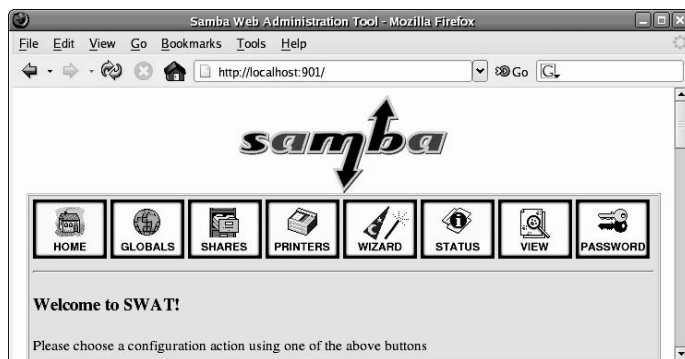 Samba Web Administration Tool - Mozilla Firefox
File Edit View Go Bookmarks Tools Help
http://localhost:901/ Go G
samba
HOME GLOBALS SHARES PRINTERS WIZARD STATUS VIEW PASSWORD
Welcome to SWAT!
Please choose a configuration action using one of the above buttons